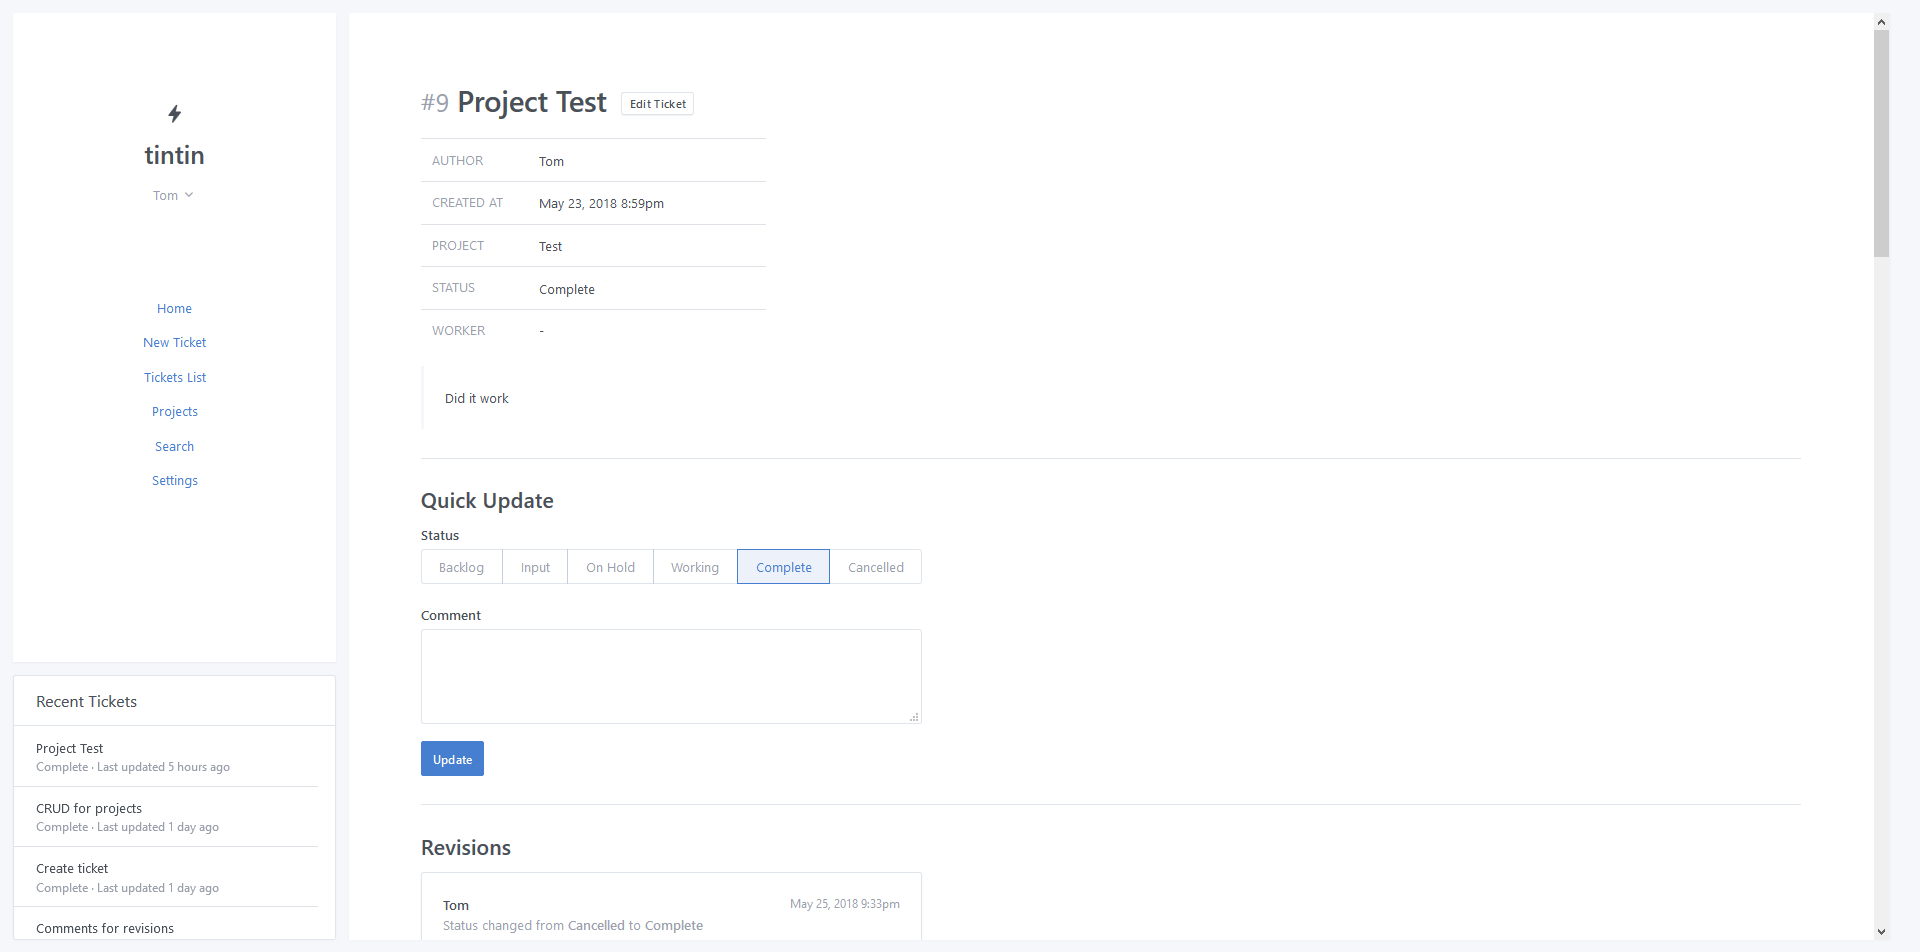 tintin
Tom
Home
New Ticket
Tickets List
Projects
Search
Settings
Recent Tickets
Project Test
Complete · Last updated 5 hours ago
CRUD for projects
Complete · Last updated 1 day ago
Create ticket
Complete · Last updated 1 day ago
Comments for revisions
#9 Project Test Edit Ticket
AUTHOR Tom
CREATED AT May 23, 2018 8:59pm
PROJECT Test
STATUS Complete
WORKER -
Did it work
Quick Update
Status
Backlog Input On Hold Working Complete Cancelled
Comment
Update
Revisions
Tom May 25, 2018 9:33pm
Status changed from Cancelled to Complete